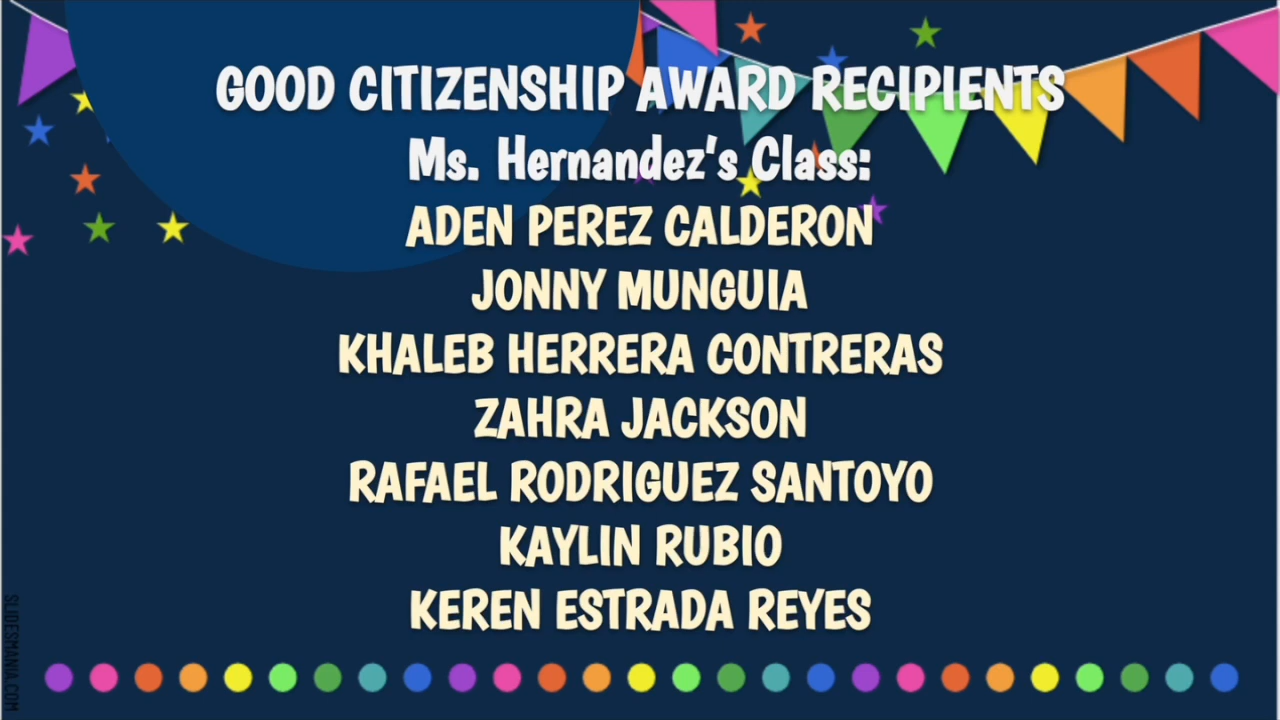 GOOD CITIZENSHIP AWARD RECIPIENTS
Ms. Hernandez's Class:
ADEN PEREZ CALDERON
JONNY MUNGUIA
KHALEB HERRERA CONTRERAS
ZAHRA JACKSON
RAFAEL RODRIGUEZ SANTOYO
KAYLIN RUBIO
KEREN ESTRADA REYES
SLIDESMANIA.COM